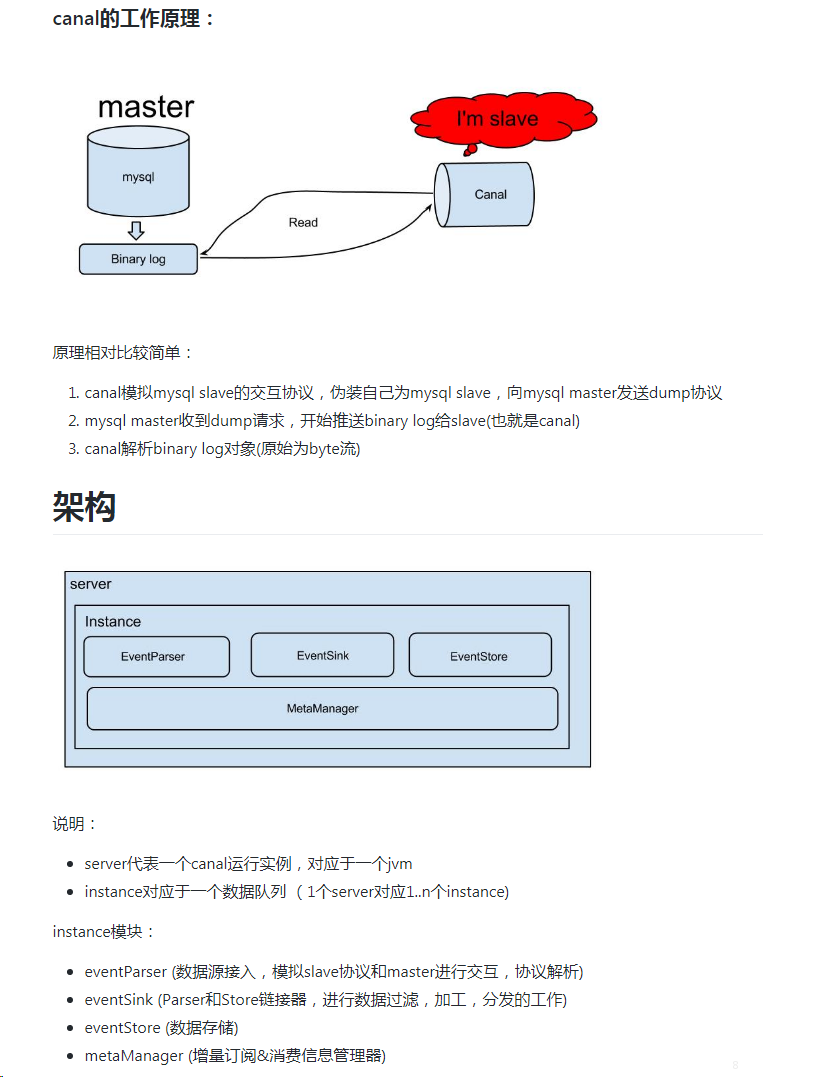 canal的工作原理：
master
I'm slave
mysql
Canal
Read
Binary log
原理相对比较简单：
1. canal模拟mysql slave的交互协议，伪装自己为mysql slave，向mysql master发送dump协议
2. mysql master收到dump请求，开始推送binary log给slave(也就是canal)
3. canal解析binary log对象(原始为byte流)
架构
server
Instance
EventParser
EventSink
EventStore
MetaManager
说明：
server代表一个canal运行实例，对应于一个jvm
instance对应于一个数据队列 （1个server对应1..n个instance)
instance模块：
eventParser (数据源接入，模拟slave协议和master进行交互，协议解析)
eventSink (Parser和Store链接器，进行数据过滤，加工，分发的工作)
eventStore (数据存储)
metaManager (增量订阅&消费信息管理器)
8